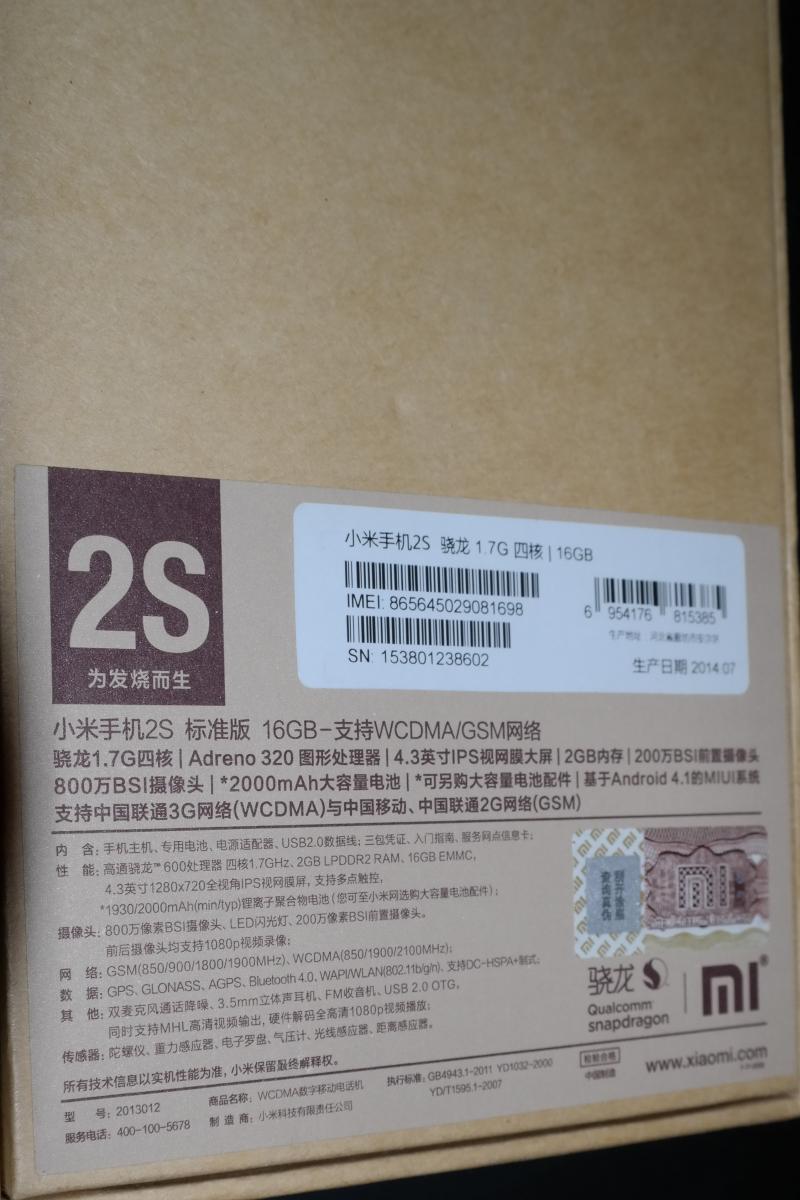 2S
为发烧而生
小米手机2S 骁龙 1.7G 四核 | 16GB
IMEI: 865645029081698
SN: 153801238602
6 954176 815385
生产日期 2014.07
小米手机2S 标准版 16GB-支持WCDMA/GSM网络
骁龙1.7G四核 | Adreno 320 图形处理器 | 4.3英寸IPS视网膜大屏 | 2GB内存 | 200万BSI前置摄像头
800万BSI摄像头 | *2000mAh大容量电池 | *可另购大容量电池配件 | 基于Android 4.1的MIUI系统
支持中国联通3G网络(WCDMA)与中国移动、中国联通2G网络(GSM)
内 含: 手机主机、专用电池、电源适配器、USB2.0数据线; 三包凭证、入门指南、服务网点信息卡;
性 能: 高通骁龙™ 600处理器 四核1.7GHz、2GB LPDDR2 RAM、16GB EMMC,
4.3英寸1280x720全视角IPS视网膜屏, 支持多点触控,
*1930/2000mAh(min/typ)锂离子聚合物电池 ( 您可至小米网选购大容量电池配件 );
摄像头: 800万像素BSI摄像头、LED闪光灯、200万像素BSI前置摄像头。
前后摄像头均支持1080p视频录像;
网 络: GSM(850/900/1800/1900MHz)、WCDMA(850/1900/2100MHz);
数 据: GPS、GLONASS、AGPS、Bluetooth 4.0、WAPI/WLAN(802.11b/g/n)、支持DC-HSPA+制式;
其 他: 双麦克风通话降噪、3.5mm立体声耳机、FM收音机、USB 2.0 OTG,
同时支持MHL高清视频输出, 硬件解码全高清1080p视频播放;
传感器: 陀螺仪、重力感应器、电子罗盘、气压计、光线感应器、距离感应器。
所有技术信息以实机性能为准, 小米保留最终解释权。
刮开涂层
查询真伪
MI
骁龙
Qualcomm
snapdragon
MI®
型 号: 2013012
商品名称: WCDMA数字移动电话机
执行标准: GB4943.1-2011 YD1032-2000
YD/T1595.1-2007
服务电话: 400-100-5678
制 造 商: 小米科技有限责任公司
检验合格
中国制造
www.xiaomi.com